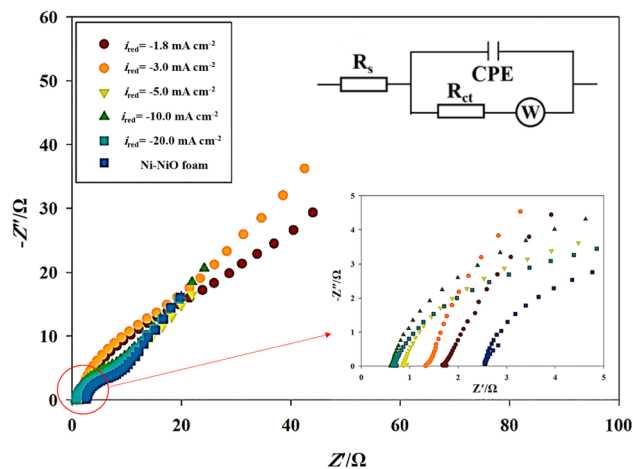 60
50
40
30
20
10
0
-Z''/Ω
0
20
40
60
80
100
Z'/Ω
i_red= -1.8 mA cm⁻²
i_red= -3.0 mA cm⁻²
i_red= -5.0 mA cm⁻²
i_red= -10.0 mA cm⁻²
i_red= -20.0 mA cm⁻²
Ni-NiO foam
R_s
CPE
R_ct
W
5
4
3
2
1
0
-Z''/Ω
0
1
2
3
4
5
Z'/Ω